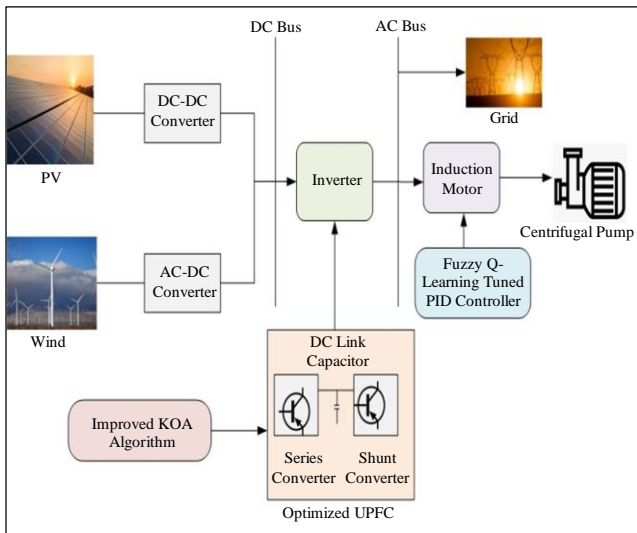 DC Bus
AC Bus
DC-DC
Converter
PV
Grid
Inverter
Induction
Motor
Centrifugal Pump
AC-DC
Converter
Wind
Fuzzy Q-
Learning Tuned
PID Controller
DC Link
Capacitor
Improved KOA
Algorithm
Series
Converter
Shunt
Converter
Optimized UPFC